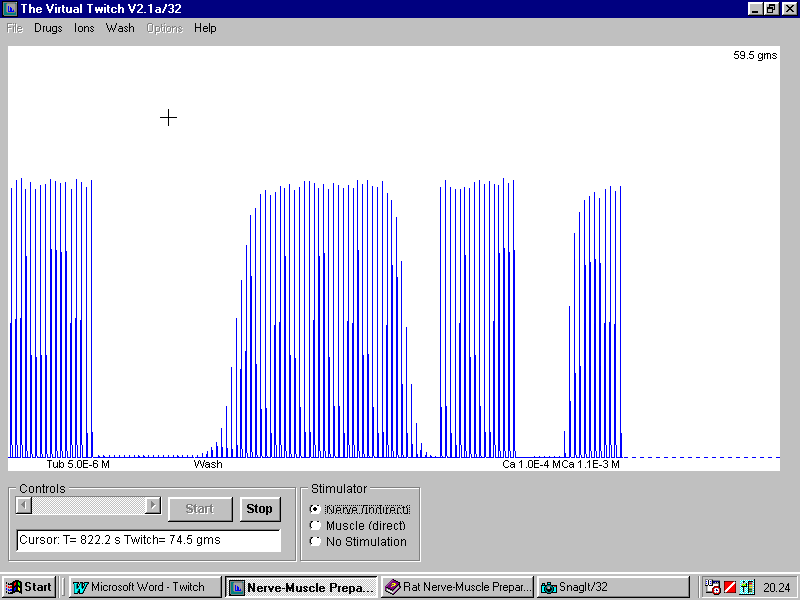 The Virtual Twitch V2.1a/32
File Drugs Ions Wash Options Help
59.5 gms
Tub 5.0E-6 M Wash Ca 1.0E-4 M Ca 1.1E-3 M
Controls
Start Stop
Cursor: T= 822.2 s Twitch= 74.5 gms
Stimulator
Nerve (indirect)
Muscle (direct)
No Stimulation
Start Microsoft Word - Twitch Nerve-Muscle Prepa... Rat Nerve-Muscle Prepar... SnagIt/32 20.24